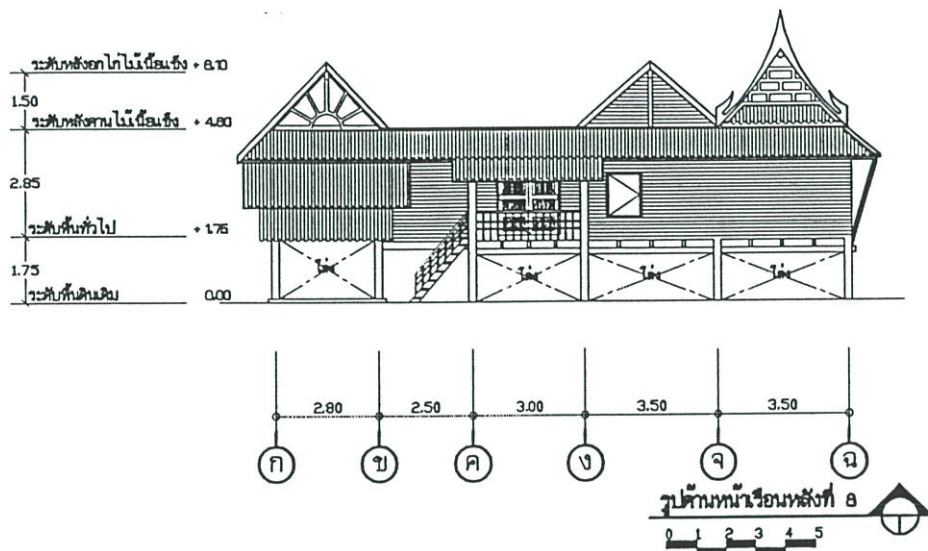 ระดับหลังอกไก่ไม้เนื้อแข็ง + 6.10
1.50
ระดับหลังคานไม้เนื้อแข็ง + 4.60
2.85
ระดับพื้นทั่วไป + 1.75
1.75
ระดับพื้นดินเดิม 0.00
โล่ง โล่ง โล่ง โล่ง
2.80 2.50 3.00 3.50 3.50
ก ข ค ง จ ฉ
รูปด้านหน้าเรือนหลังที่ 8
0 1 2 3 4 5